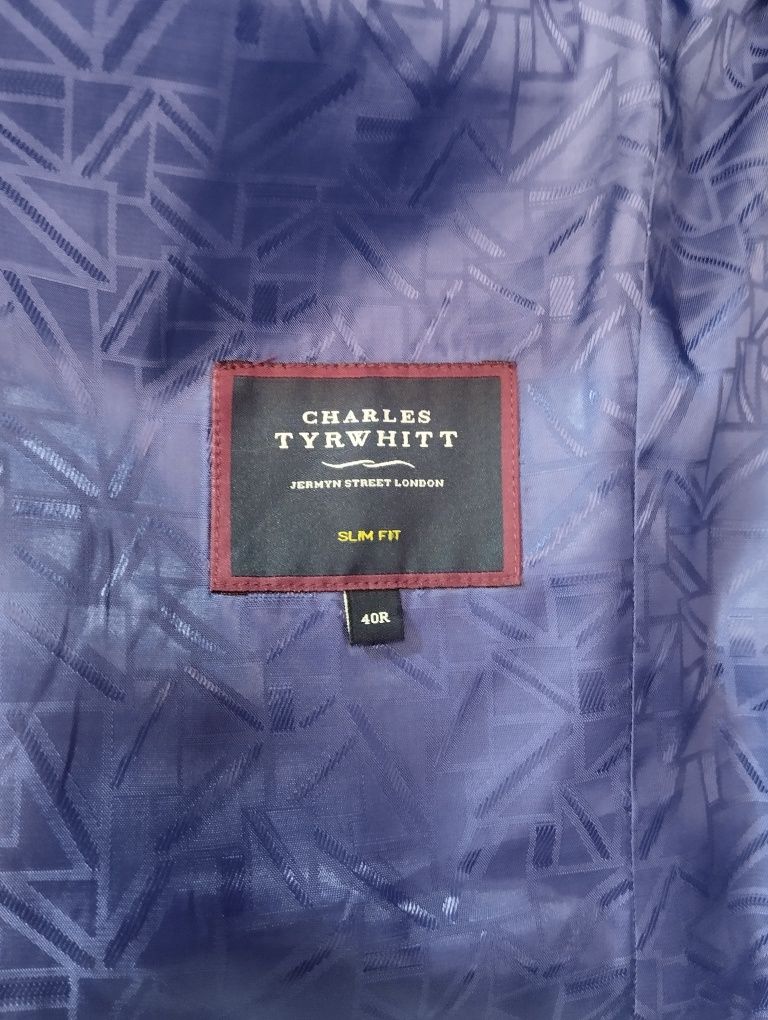 CHARLES
TYRWHITT
JERMYN STREET LONDON
SLIM FIT
40R